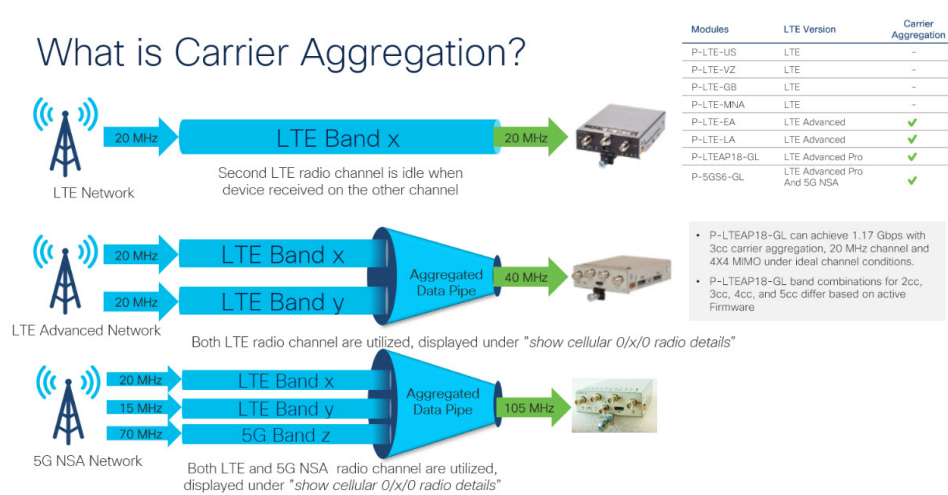 What is Carrier Aggregation?
Modules LTE Version Carrier Aggregation
P-LTE-US LTE -
P-LTE-VZ LTE -
P-LTE-GB LTE -
P-LTE-MNA LTE -
P-LTE-EA LTE Advanced ✔
P-LTE-LA LTE Advanced ✔
P-LTEAP18-GL LTE Advanced Pro ✔
P-5GS6-GL LTE Advanced Pro And 5G NSA ✔
20 MHz LTE Band x 20 MHz
LTE Network
Second LTE radio channel is idle when
device received on the other channel
20 MHz LTE Band x
20 MHz LTE Band y
Aggregated
Data Pipe
40 MHz
LTE Advanced Network
Both LTE radio channel are utilized, displayed under "show cellular 0/x/0 radio details"
• P-LTEAP18-GL can achieve 1.17 Gbps with
3cc carrier aggregation, 20 MHz channel and
4X4 MIMO under ideal channel conditions.
• P-LTEAP18-GL band combinations for 2cc,
3cc, 4cc, and 5cc differ based on active
Firmware
20 MHz LTE Band x
15 MHz LTE Band y
70 MHz 5G Band z
Aggregated
Data Pipe
105 MHz
5G NSA Network
Both LTE and 5G NSA radio channel are utilized,
displayed under "show cellular 0/x/0 radio details"